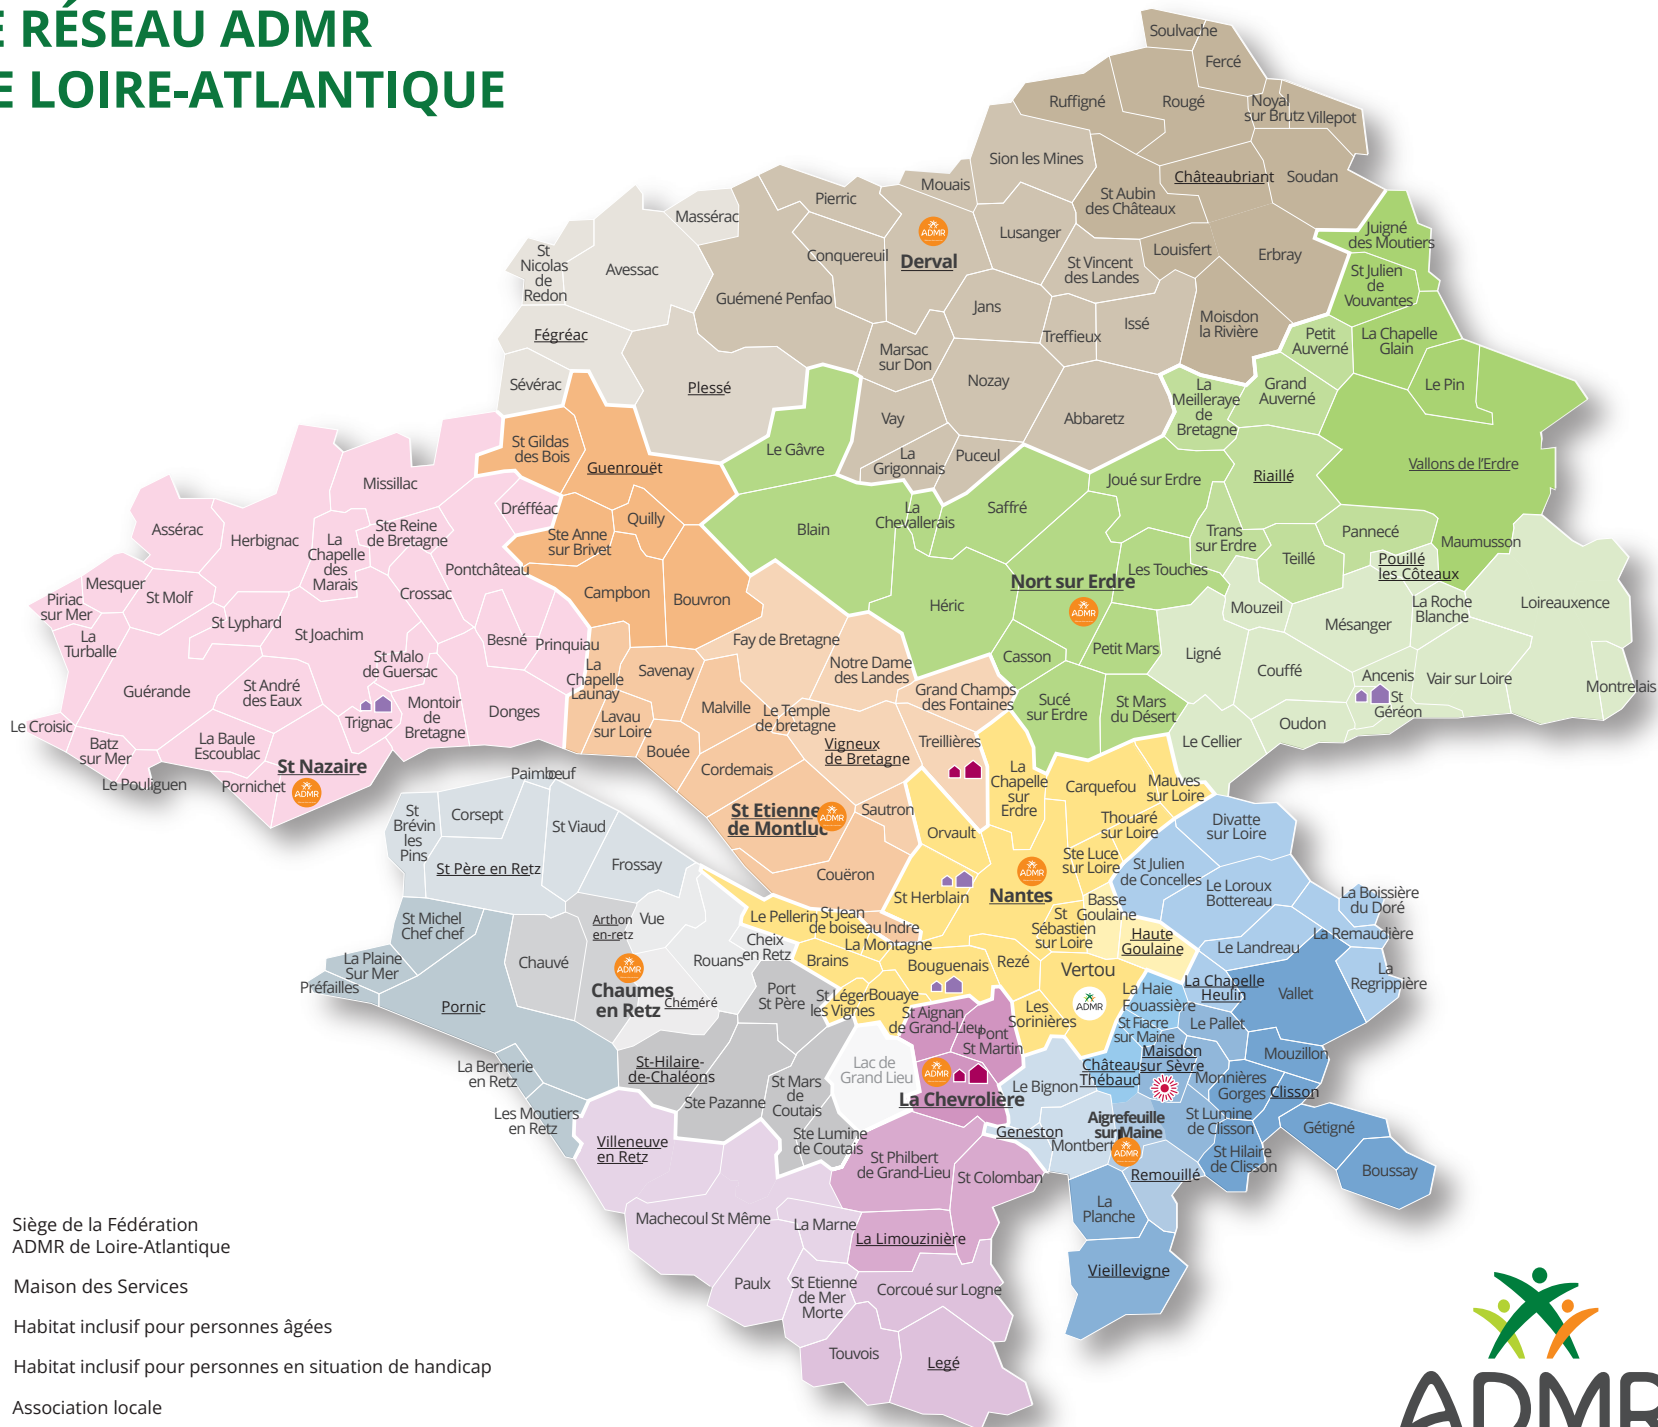 E RÉSEAU ADMR
E LOIRE-ATLANTIQUE
Soulvache
Fercé
Ruffigné
Rougé
Noyal
sur Brutz
Villepot
Sion les Mines
Châteaubriant
Soudan
Mouais
St Aubin
des Châteaux
Pierric
Massérac
ADMR
Derval
Lusanger
Juigné
des Moutiers
St
Nicolas
de
Redon
Avessac
Conquereuil
Louisfert
Erbray
St Vincent
des Landes
St Julien
de
Vouvantes
Guémené Penfao
Jans
Treffieux
Issé
Moisdon
la Rivière
Fégréac
Petit
Auverné
La Chapelle
Glain
Marsac
sur Don
Sévérac
Plessé
Nozay
La
Meilleraye
de
Bretagne
Grand
Auverné
Le Pin
Vay
Abbaretz
St Gildas
des Bois
Guenrouët
Le Gâvre
La
Grigonnais
Puceul
Vallons de l'Erdre
Riaillé
Joué sur Erdre
Missillac
Drefféac
Saffré
La
Chevallerais
Blain
Quilly
Ste Anne
sur Brivet
Assérac
Herbignac
La
Chapelle
des
Marais
Ste Reine
de Bretagne
Trans
sur Erdre
Pannecé
Maumusson
Teillé
Pouillé
les Côteaux
Pontchâteau
Les Touches
Nort sur Erdre
ADMR
Mesquer
Piriac
sur Mer
St Molf
Crossac
Campbon
Bouvron
Héric
Mouzeil
La Roche
Blanche
Loireauxence
Mésanger
La
Turballe
St Lyphard
St Joachim
Besné
Prinquiau
Fay de Bretagne
Notre Dame
des Landes
Casson
Petit Mars
Ligné
Couffé
St Malo
de Guersac
La
Chapelle
Launay
Savenay
Guérande
St André
des Eaux
Grand Champs
des Fontaines
Sucé
sur Erdre
St Mars
du Désert
Ancenis
St
Géréon
Vair sur Loire
Montrelais
Trignac
Montoir
de
Bretagne
Donges
Malville
Le Temple
de bretagne
Lavau
sur Loire
Bouée
Le Croisic
Batz
sur Mer
La Baule
Escoublac
Treillières
Vigneux
de Bretagne
Le Cellier
Oudon
Cordemais
St Nazaire
ADMR
Le Pouliguen
Pornichet
Paimbœuf
La
Chapelle
sur
Erdre
Carquefou
Mauves
sur Loire
St
Brévin
les
Pins
Corsept
St Viaud
St Etienne
de Montluc
ADMR
Sautron
Orvault
Thouaré
sur Loire
Divatte
sur Loire
St Père en Retz
Frossay
Couëron
Ste Luce
sur Loire
St Julien
de Concelles
Nantes
ADMR
St Herblain
Le Loroux
Bottereau
La Boissière
du Doré
St Michel
Chef chef
Arthon
en-retz
Vue
Le Pellerin
St Jean
de boiseau
Indre
Basse
Goulaine
St
Sébastien
sur Loire
Haute
Goulaine
La Remaudière
Le Landreau
La Plaine
Sur Mer
Chauvé
ADMR
Chaumes
en Retz
Rouans
Cheix
en Retz
La Montagne
Brains
Bouguenais
Rezé
Vertou
ADMR
La
Regrippière
La Chapelle
Heulin
Vallet
Préfailles
Pornic
Chéméré
Port
St Père
St Léger
les Vignes
Bouaye
Les
Sorinières
La Haie
Fouassière
St Aignan
de Grand-Lieu
Pont
St Martin
St Fiacre
sur Maine
Le Pallet
Mouzillon
La Bernerie
en Retz
St-Hilaire-
de-Chaléons
Lac de
Grand Lieu
ADMR
La Chevrolière
Le Bignon
Château
Thébaud
Maisdon
sur Sèvre
Monnières
Gorges
Clisson
Les Moutiers
en Retz
Ste Pazanne
St Mars
de
Coutais
Ste Lumine
de Coutais
Geneston
Montbert
Aigrefeuille
sur Maine
ADMR
St Lumine
de Clisson
Gétigné
Villeneuve
en Retz
St Philbert
de Grand-Lieu
St Colomban
Remouillé
St Hilaire
de Clisson
Boussay
La
Planche
Machecoul St Même
La Marne
La Limouzinière
Vieillevigne
Paulx
St Etienne
de Mer
Morte
Corcoué sur Logne
Touvois
Legé
Siège de la Fédération
ADMR de Loire-Atlantique
Maison des Services
Habitat inclusif pour personnes âgées
Habitat inclusif pour personnes en situation de handicap
Association locale
ADMR